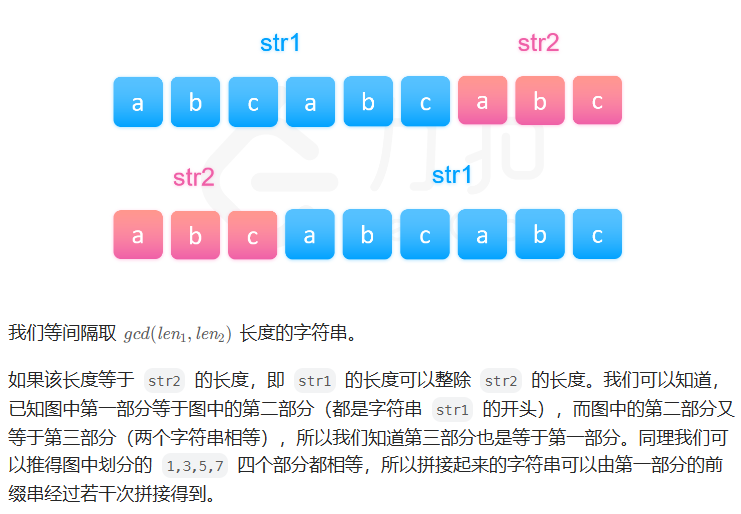 str1 str2
a b c a b c a b c
str2 str1
a b c a b c a b c
我们等间隔取 gcd(len₁, len₂) 长度的字符串。
如果该长度等于 str2 的长度，即 str1 的长度可以整除 str2 的长度。我们可以知道，
已知图中第一部分等于图中的第二部分（都是字符串 str1 的开头），而图中的第二部分又
等于第三部分（两个字符串相等），所以我们知道第三部分也是等于第一部分。同理我们可
以推得图中划分的 1,3,5,7 四个部分都相等，所以拼接起来的字符串可以由第一部分的前
缀串经过若干次拼接得到。